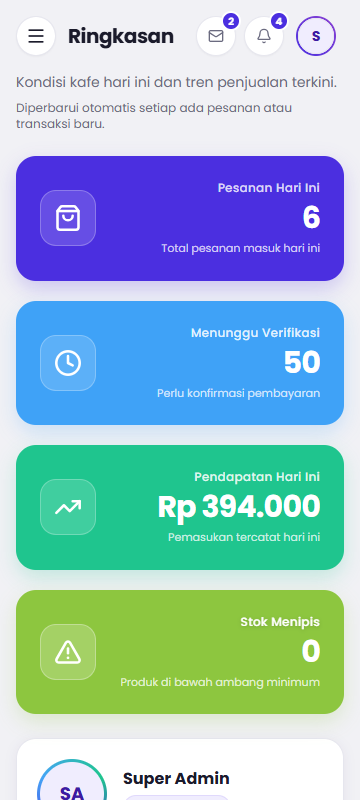 Ringkasan
2
4
S
Kondisi kafe hari ini dan tren penjualan terkini.
Diperbarui otomatis setiap ada pesanan atau
transaksi baru.
Pesanan Hari Ini
6
Total pesanan masuk hari ini
Menunggu Verifikasi
50
Perlu konfirmasi pembayaran
Pendapatan Hari Ini
Rp 394.000
Pemasukan tercatat hari ini
Stok Menipis
0
Produk di bawah ambang minimum
SA
Super Admin